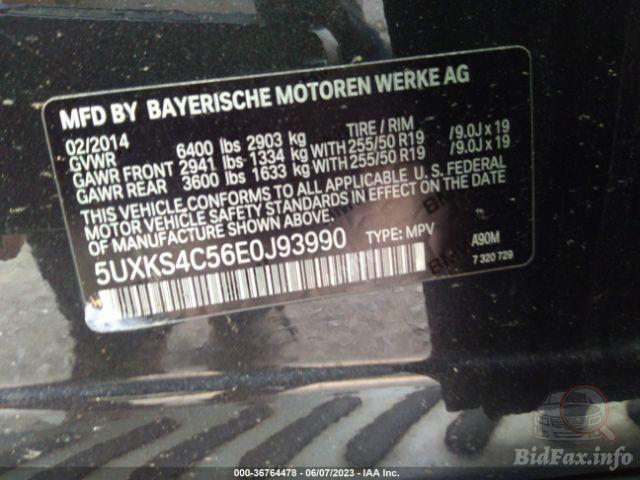 MFD BY BAYERISCHE MOTOREN WERKE AG
02/2014 TIRE / RIM
GVWR 6400 lbs 2903 kg
GAWR FRONT 2941 lbs 1334 kg WITH 255/50 R19 /9.0J x 19
GAWR REAR 3600 lbs 1633 kg WITH 255/50 R19 /9.0J x 19
THIS VEHICLE CONFORMS TO ALL APPLICABLE U.S. FEDERAL
MOTOR VEHICLE SAFETY STANDARDS IN EFFECT ON THE DATE
OF MANUFACTURE SHOWN ABOVE.
5UXKS4C56E0J93990 TYPE: MPV A90M
7 320 729
000-36764478 - 06/07/2023 - IAA Inc.
BidFax.info